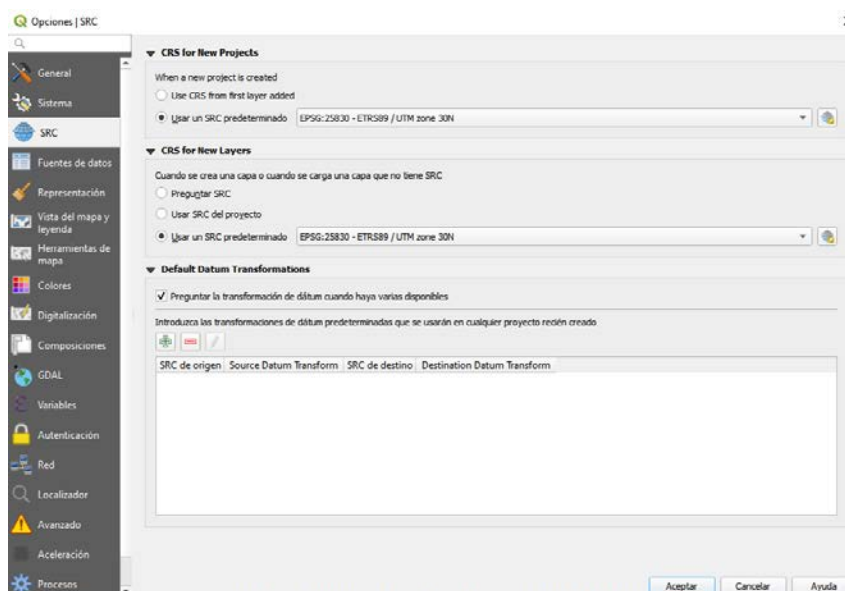 Opciones | SRC
General
Sistema
SRC
Fuentes de datos
Representación
Vista del mapa y
leyenda
Herramientas de
mapa
Colores
Digitalización
Composiciones
GDAL
Variables
Autenticación
Red
Localizador
Avanzado
Aceleración
Procesos
CRS for New Projects
When a new project is created
Use CRS from first layer added
Usar un SRC predeterminado EPSG:25830 - ETRS89 / UTM zone 30N
CRS for New Layers
Cuando se crea una capa o cuando se carga una capa que no tiene SRC
Preguntar SRC
Usar SRC del proyecto
Usar un SRC predeterminado EPSG:25830 - ETRS89 / UTM zone 30N
Default Datum Transformations
Preguntar la transformación de dátum cuando haya varias disponibles
Introduzca las transformaciones de dátum predeterminadas que se usarán en cualquier proyecto recién creado
SRC de origen Source Datum Transform SRC de destino Destination Datum Transform
Aceptar Cancelar Ayuda